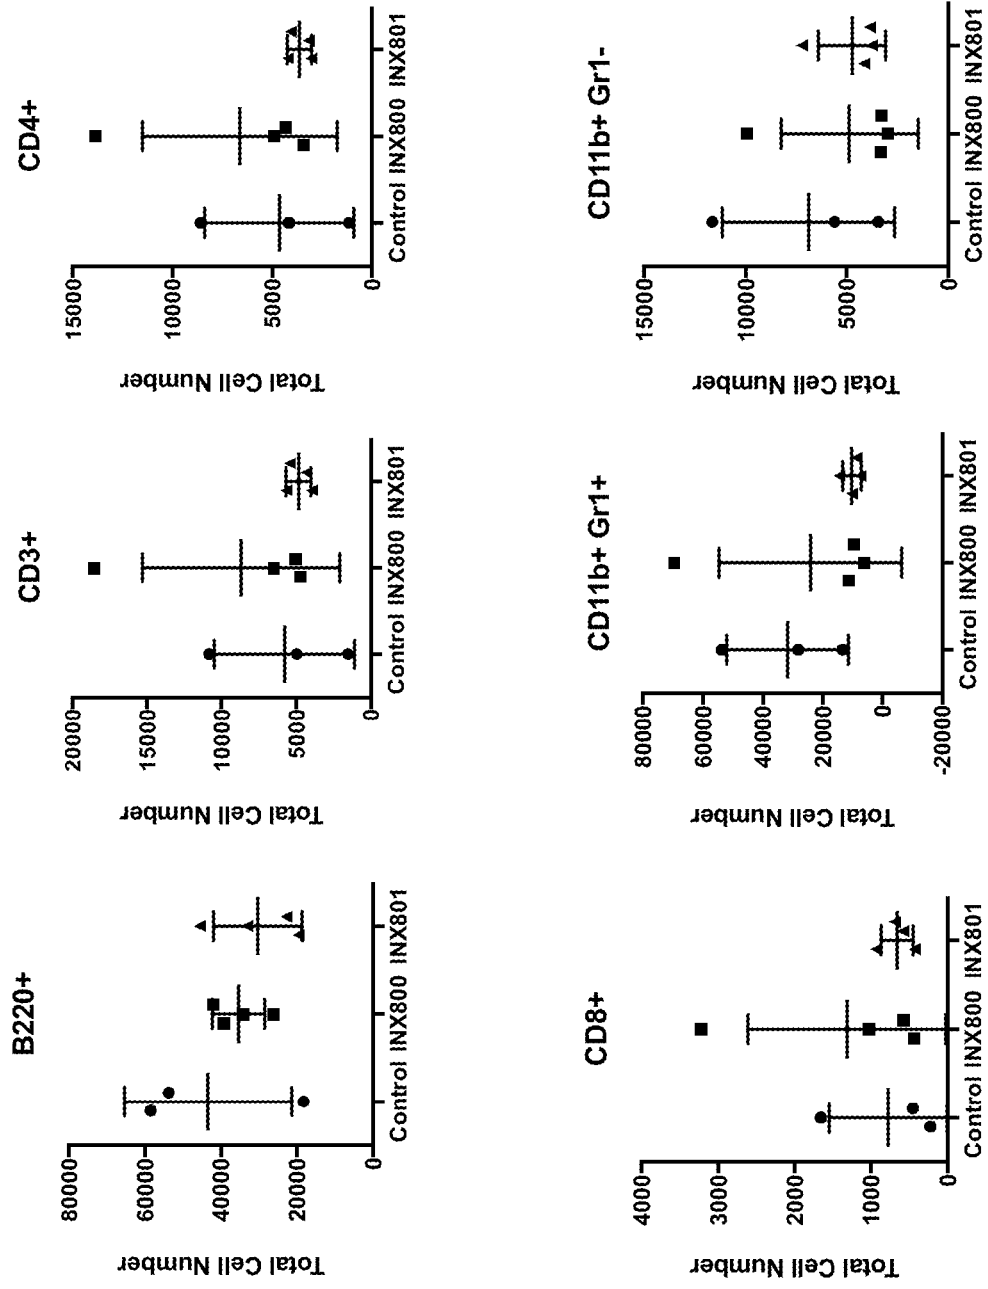 B220+
Total Cell Number
80000
60000
40000
20000
0
Control INX800 INX801
CD3+
Total Cell Number
20000
15000
10000
5000
0
Control INX800 INX801
CD4+
Total Cell Number
15000
10000
5000
0
Control INX800 INX801
CD8+
Total Cell Number
4000
3000
2000
1000
0
Control INX800 INX801
CD11b+ Gr1+
Total Cell Number
80000
60000
40000
20000
0
-20000
Control INX800 INX801
CD11b+ Gr1-
Total Cell Number
15000
10000
5000
0
Control INX800 INX801